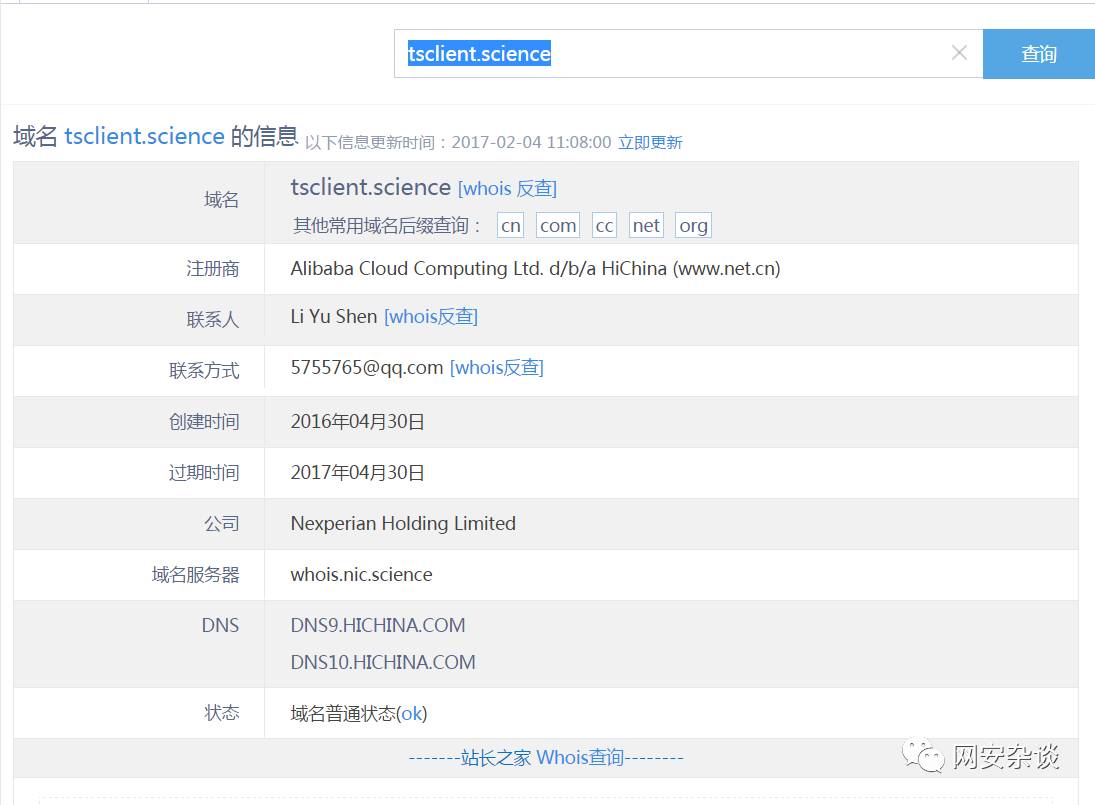 tsclient.science
查询
域名 tsclient.science 的信息 以下信息更新时间：2017-02-04 11:08:00 立即更新
域名
tsclient.science [whois 反查]
其他常用域名后缀查询： cn com cc net org
注册商 Alibaba Cloud Computing Ltd. d/b/a HiChina (www.net.cn)
联系人 Li Yu Shen [whois反查]
联系方式 5755765@qq.com [whois反查]
创建时间 2016年04月30日
过期时间 2017年04月30日
公司 Nexperian Holding Limited
域名服务器 whois.nic.science
DNS DNS9.HICHINA.COM
DNS10.HICHINA.COM
状态 域名普通状态(ok)
-------站长之家 Whois查询--------
网安杂谈